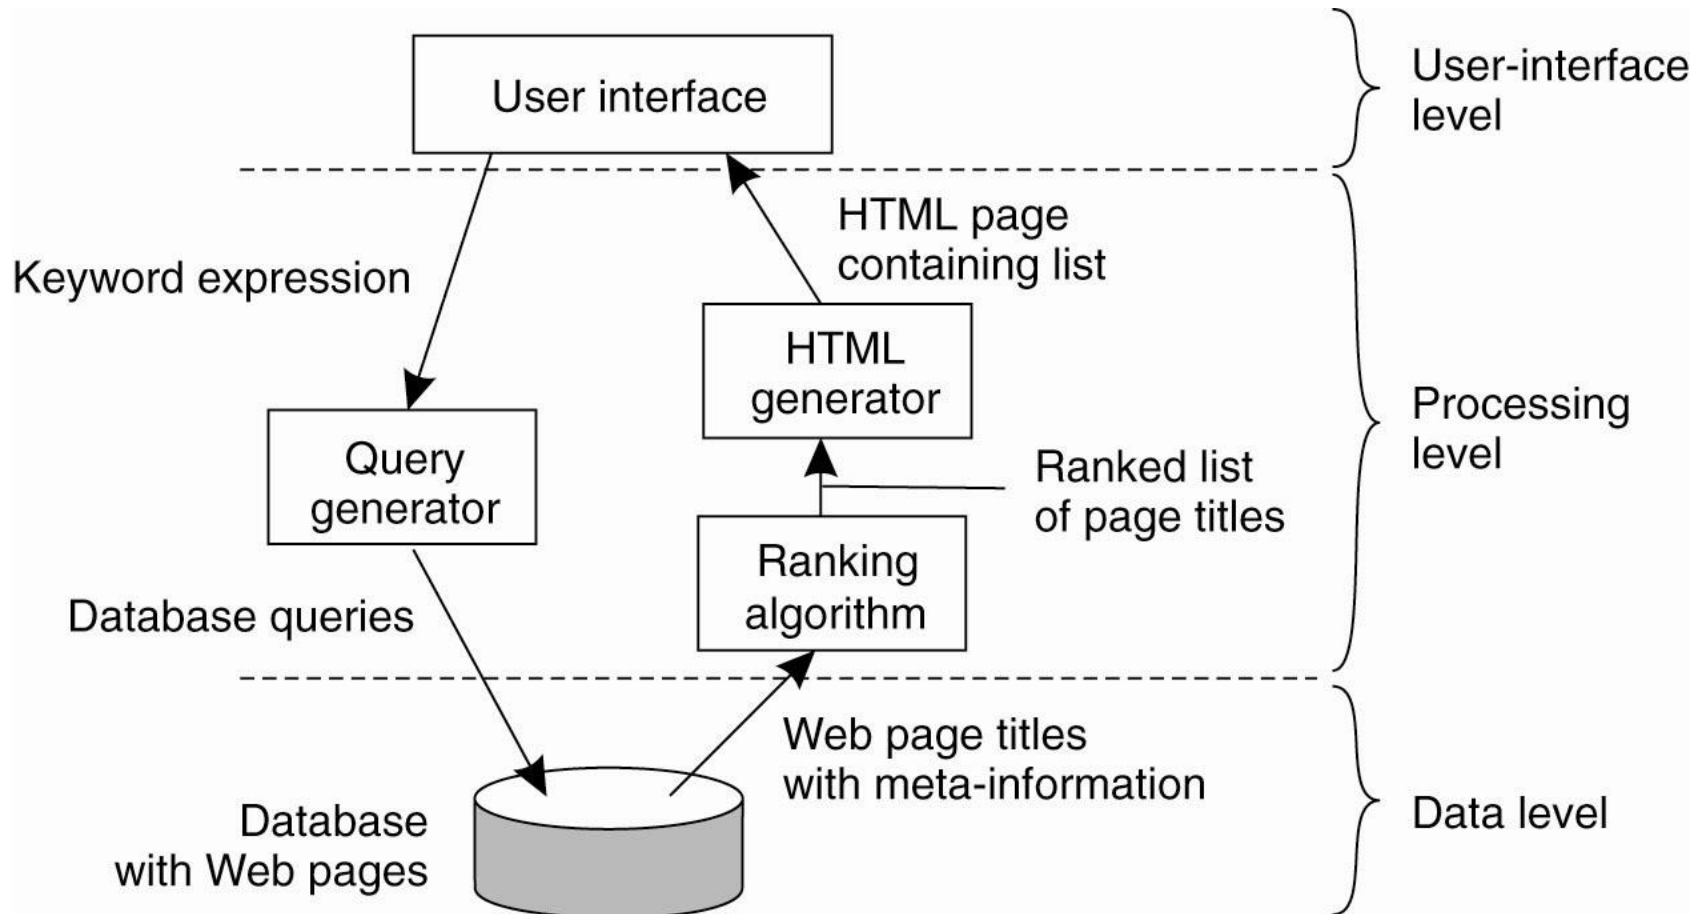 User interface
User-interface
level
HTML page
containing list
Keyword expression
HTML
generator
Processing
level
Query
generator
Ranked list
of page titles
Ranking
algorithm
Database queries
Web page titles
with meta-information
Database
with Web pages
Data level